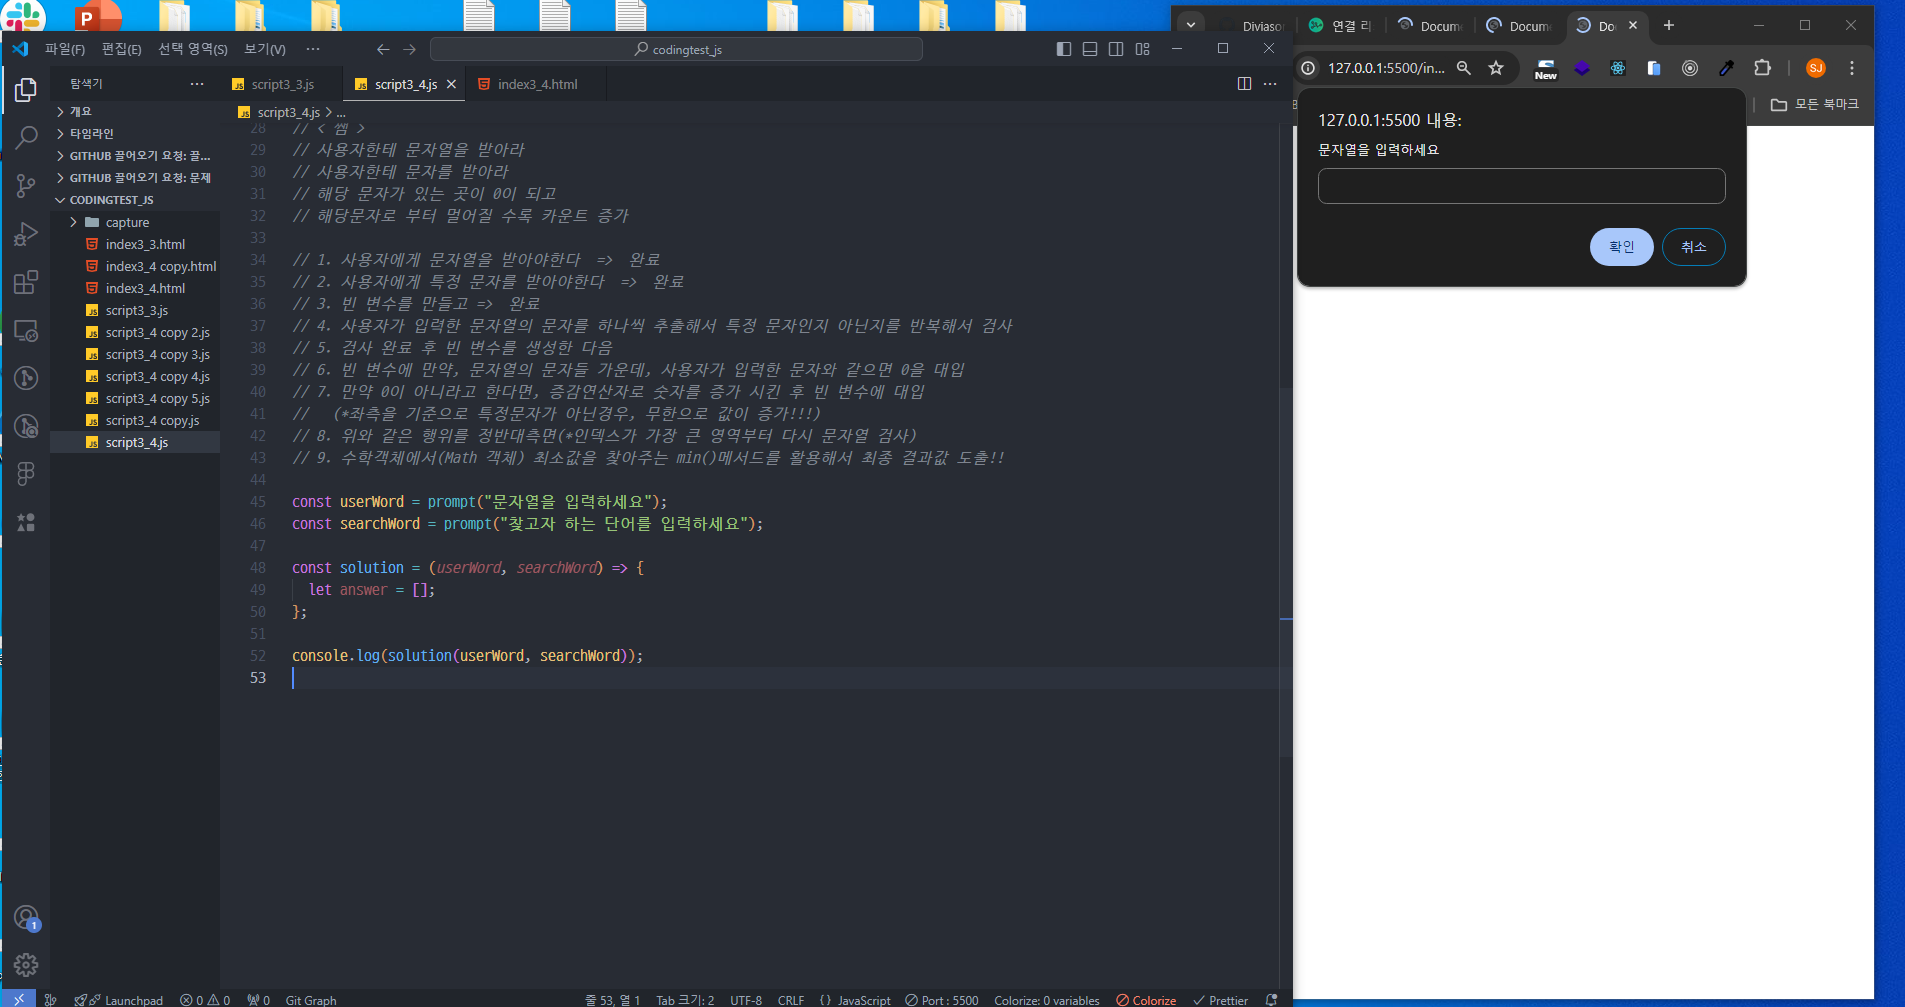 파일(F) 편집(E) 선택 영역(S) 보기(V) ··· codingtest_js
탐색기 ···
개요
타임라인
GITHUB 끌어오기 요청: 끌...
GITHUB 끌어오기 요청: 문제
CODINGTEST_JS
capture
index3_3.html
index3_4 copy.html
index3_4.html
script3_3.js
script3_4 copy 2.js
script3_4 copy 3.js
script3_4 copy 4.js
script3_4 copy 5.js
script3_4 copy.js
script3_4.js
script3_3.js script3_4.js index3_4.html
script3_4.js > ...
28 // < 쌤 >
29 // 사용자한테 문자열을 받아라
30 // 사용자한테 문자를 받아라
31 // 해당 문자가 있는 곳이 0이 되고
32 // 해당문자로 부터 멀어질 수록 카운트 증가
33
34 // 1. 사용자에게 문자열을 받아야한다 => 완료
35 // 2. 사용자에게 특정 문자를 받아야한다 => 완료
36 // 3. 빈 변수를 만들고 => 완료
37 // 4. 사용자가 입력한 문자열의 문자를 하나씩 추출해서 특정 문자인지 아닌지를 반복해서 검사
38 // 5. 검사 완료 후 빈 변수를 생성한 다음
39 // 6. 빈 변수에 만약, 문자열의 문자들 가운데, 사용자가 입력한 문자와 같으면 0을 대입
40 // 7. 만약 0이 아니라고 한다면, 증감연산자로 숫자를 증가 시킨 후 빈 변수에 대입
41 // (*좌측을 기준으로 특정문자가 아닌경우, 무한으로 값이 증가!!!)
42 // 8. 위와 같은 행위를 정반대측면(*인덱스가 가장 큰 영역부터 다시 문자열 검사)
43 // 9. 수학객체에서(Math 객체) 최소값을 찾아주는 min()메서드를 활용해서 최종 결과값 도출!!
44
45 const userWord = prompt("문자열을 입력하세요");
46 const searchWord = prompt("찾고자 하는 단어를 입력하세요");
47
48 const solution = (userWord, searchWord) => {
49 let answer = [];
50 };
51
52 console.log(solution(userWord, searchWord));
53
1
Launchpad 0 0 0 Git Graph 줄 53, 열 1 Tab 크기: 2 UTF-8 CRLF {} JavaScript Port : 5500 Colorize: 0 variables Colorize Prettier
Diviaso 연결 리 Docum Docum Do
127.0.0.1:5500/in... New SJ
모든 북마크
127.0.0.1:5500 내용:
문자열을 입력하세요
확인 취소
P